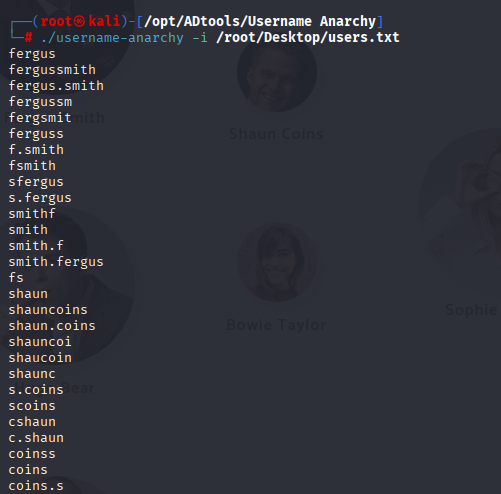 ┌──(root㉿kali)-[/opt/ADtools/Username Anarchy]
└─# ./username-anarchy -i /root/Desktop/users.txt
fergus
fergussmith
fergus.smith
fergussm
fergsmit
ferguss
f.smith
fsmith
sfergus
s.fergus
smithf
smith
smith.f
smith.fergus
fs
shaun
shauncoins
shaun.coins
shauncoi
shaucoin
shaunc
s.coins
scoins
cshaun
c.shaun
coinss
coins
coins.s
Smith
Shaun Coins
Bowie Taylor
Sophie
Bear